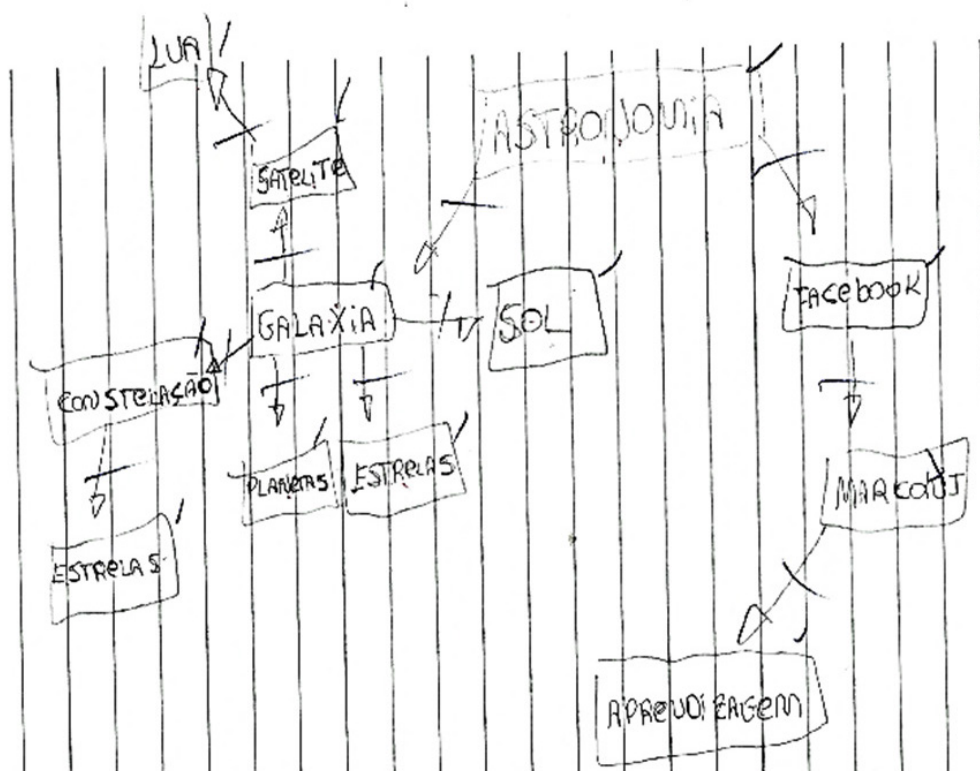 LUA
ASTRONOMIA
SATELITE
GALAXIA
SOL
FACEBOOK
CONSTELAÇÃO
PLANETAS
ESTRELAS
MARCONI
ESTRELAS
APRENDIZAGEM